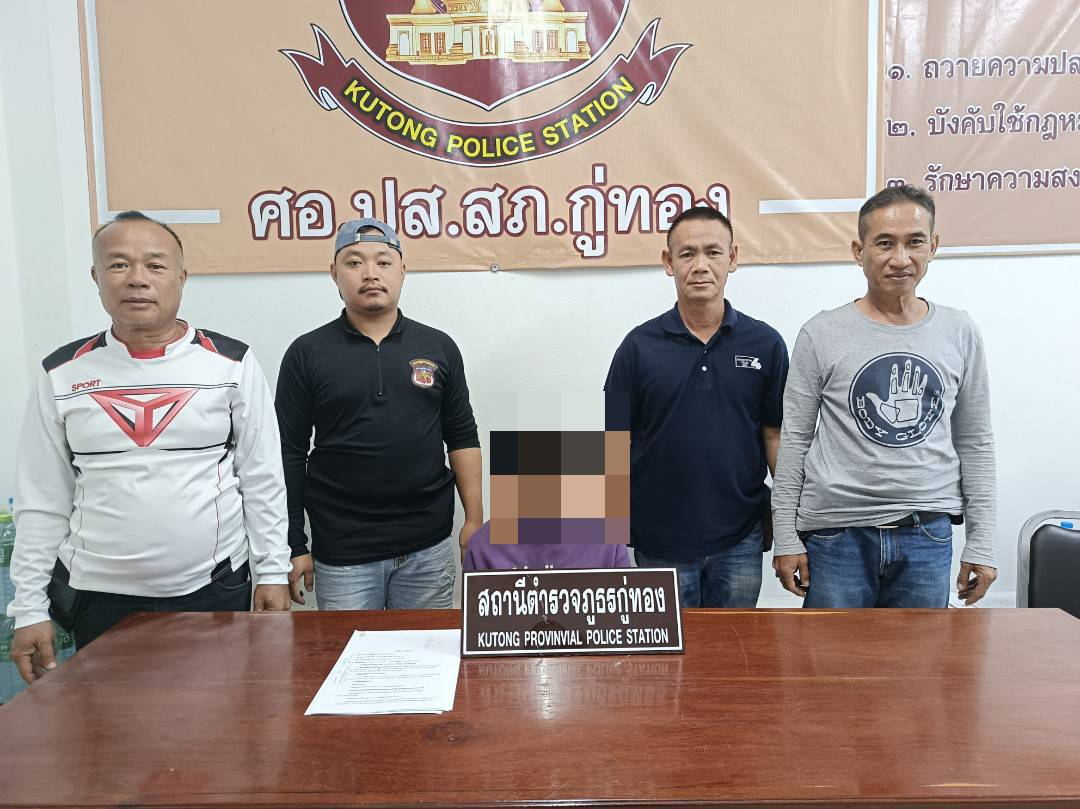 KUTONG POLICE STATION
ศอ.ปส.สภ.กู่ทอง
๑. ถวายความปล
๒. บังคับใช้กฎหม
๓. รักษาความสง
SPORT
BODY GLOVE
สถานีตำรวจภูธรกู่ทอง
KUTONG PROVINVIAL POLICE STATION